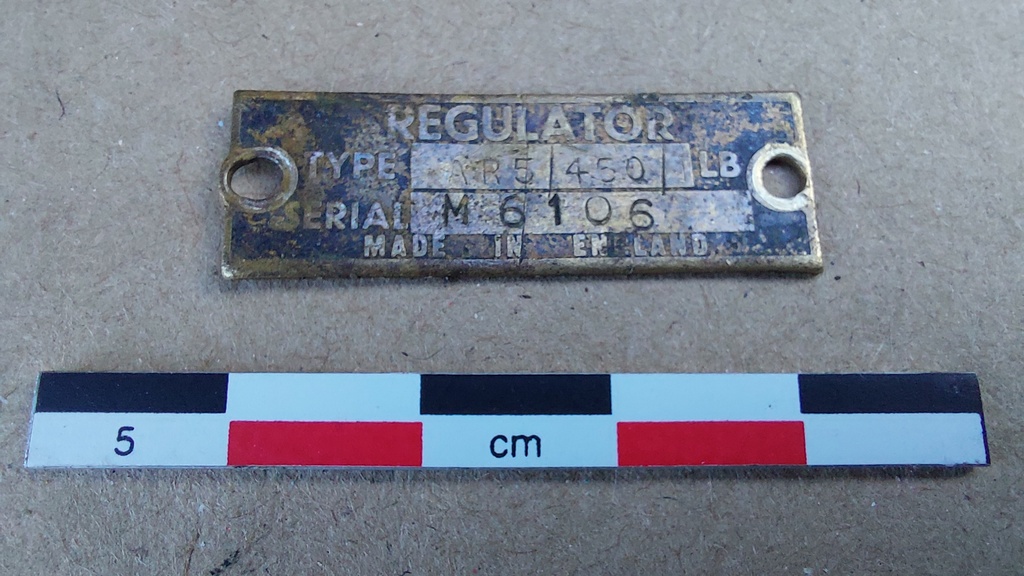 REGULATOR
TYPE AR5 450 LB
SERIAL M 6106
MADE IN ENGLAND
5 cm